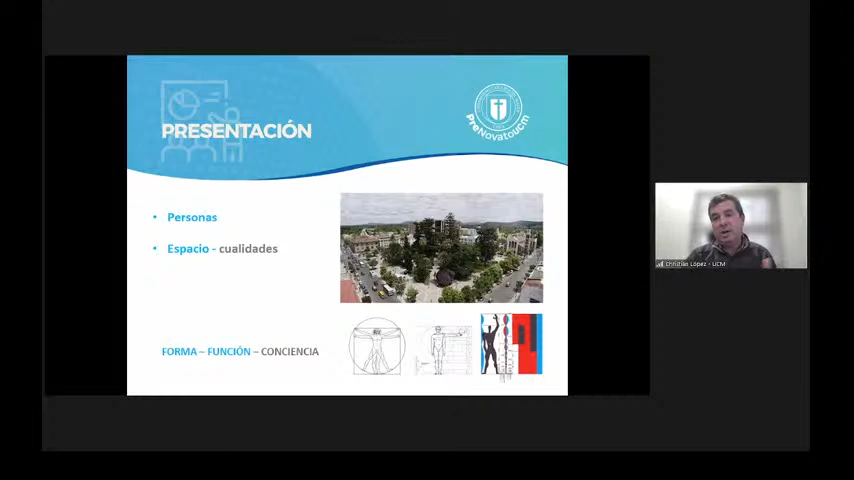 PRESENTACIÓN
PreNovatoucm
• Personas
• Espacio - cualidades
FORMA – FUNCIÓN – CONCIENCIA
Christian López - UCM